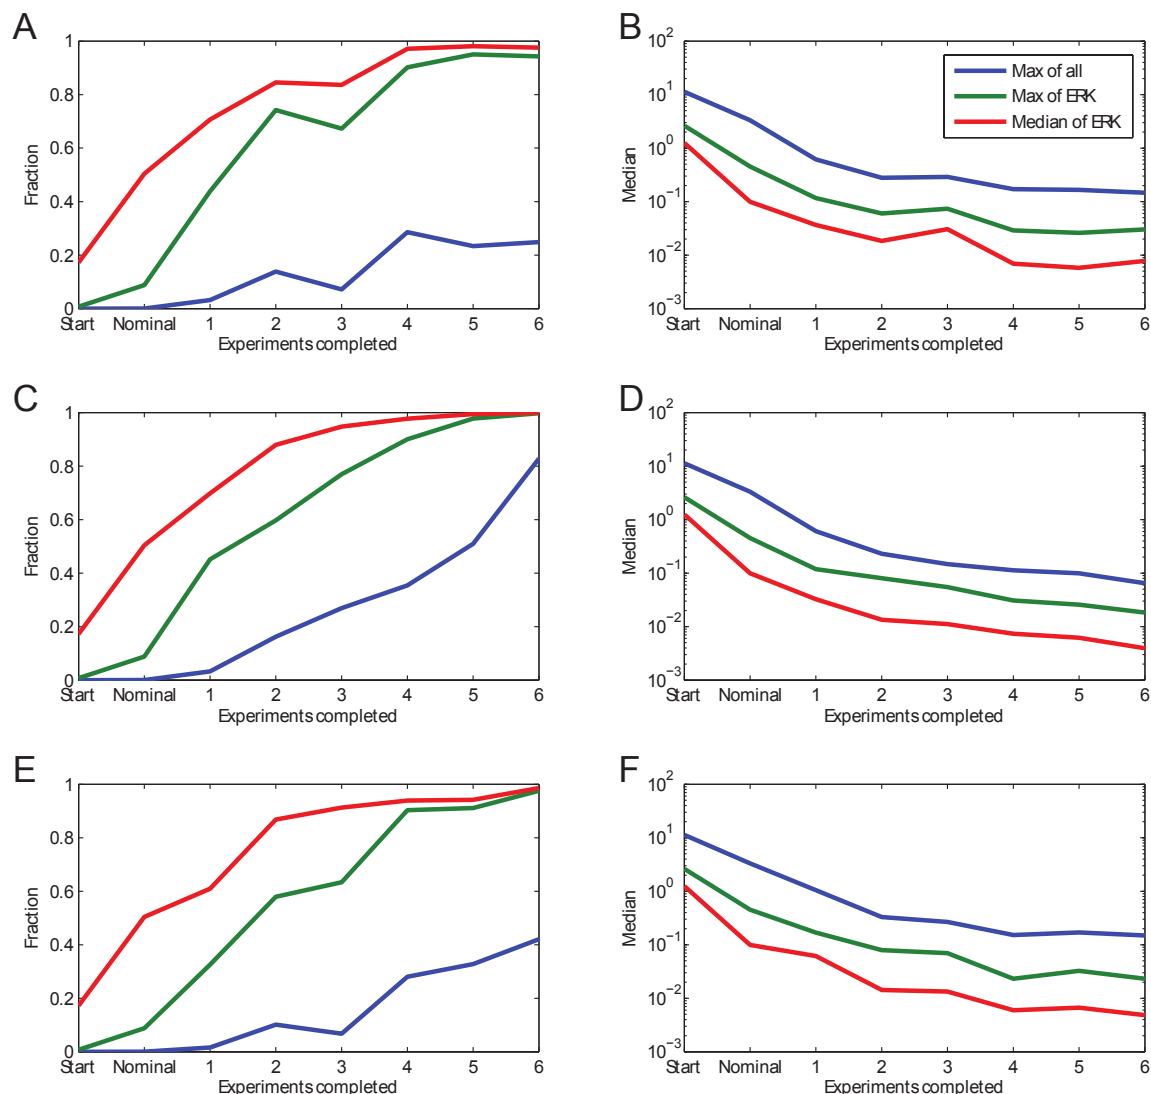 A
Fraction
1
0.8
0.6
0.4
0.2
0
Start Nominal 1 2 3 4 5 6
Experiments completed
B
Median
10^2
10^1
10^0
10^−1
10^−2
10^−3
Max of all
Max of ERK
Median of ERK
Start Nominal 1 2 3 4 5 6
Experiments completed
C
Fraction
1
0.8
0.6
0.4
0.2
0
Start Nominal 1 2 3 4 5 6
Experiments completed
D
Median
10^2
10^1
10^0
10^−1
10^−2
10^−3
Start Nominal 1 2 3 4 5 6
Experiments completed
E
Fraction
1
0.8
0.6
0.4
0.2
0
Start Nominal 1 2 3 4 5 6
Experiments completed
F
Median
10^2
10^1
10^0
10^−1
10^−2
10^−3
Start Nominal 1 2 3 4 5 6
Experiments completed